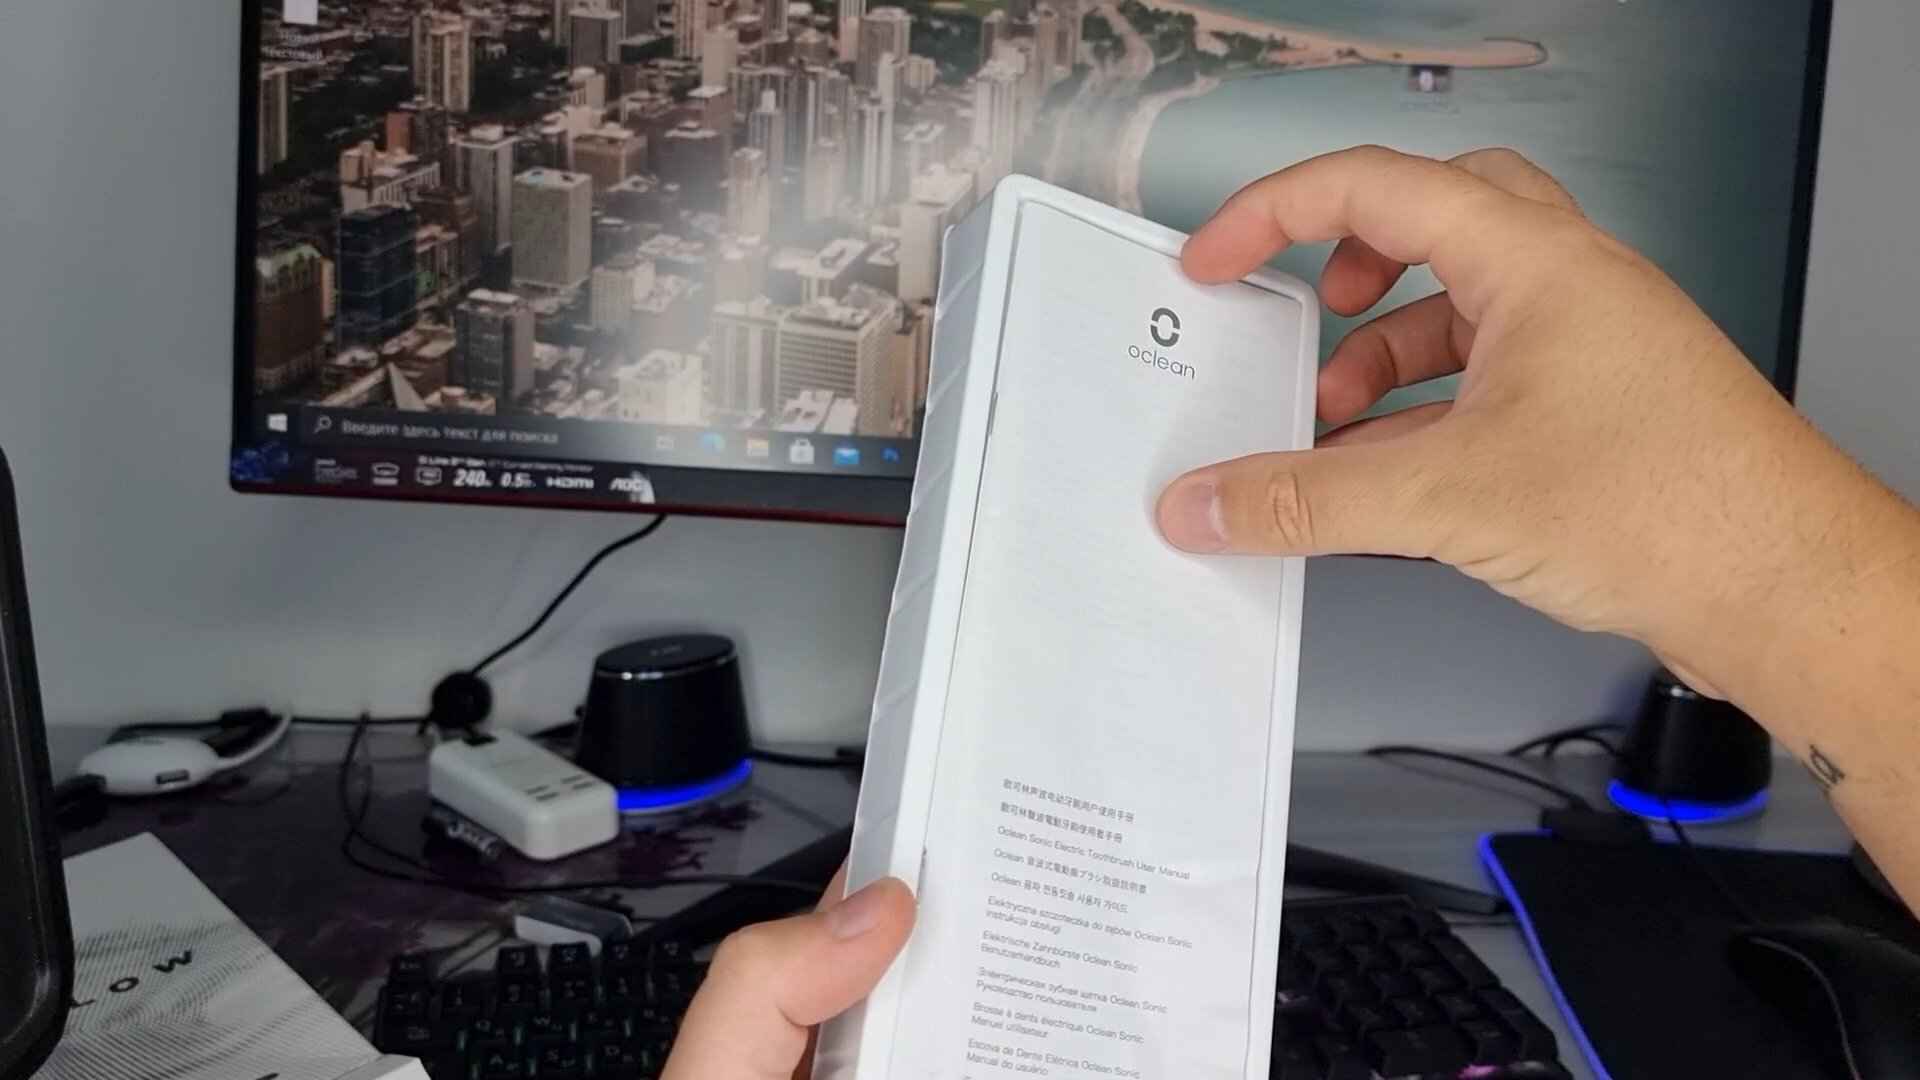 Новый
текстовый
Введите здесь текст для поиска
240 0.5 HDMI AOC
oclean
欧可林声波电动牙刷用户使用手册
歐可林聲波電動牙刷使用者手冊
Oclean Sonic Electric Toothbrush User Manual
Oclean 音波式電動歯ブラシ取扱説明書
Oclean 음파 전동칫솔 사용자 가이드
Elektryczna szczoteczka do zębów Oclean Sonic
Instrukcja obsługi
Elektrische Zahnbürste Oclean Sonic
Benutzerhandbuch
Электрическая зубная щетка Oclean Sonic
Руководство пользователя
Brosse à dents électrique Oclean Sonic
Manuel utilisateur
Escova de Dente Elétrica Oclean Sonic
Manual do usuário
LOW